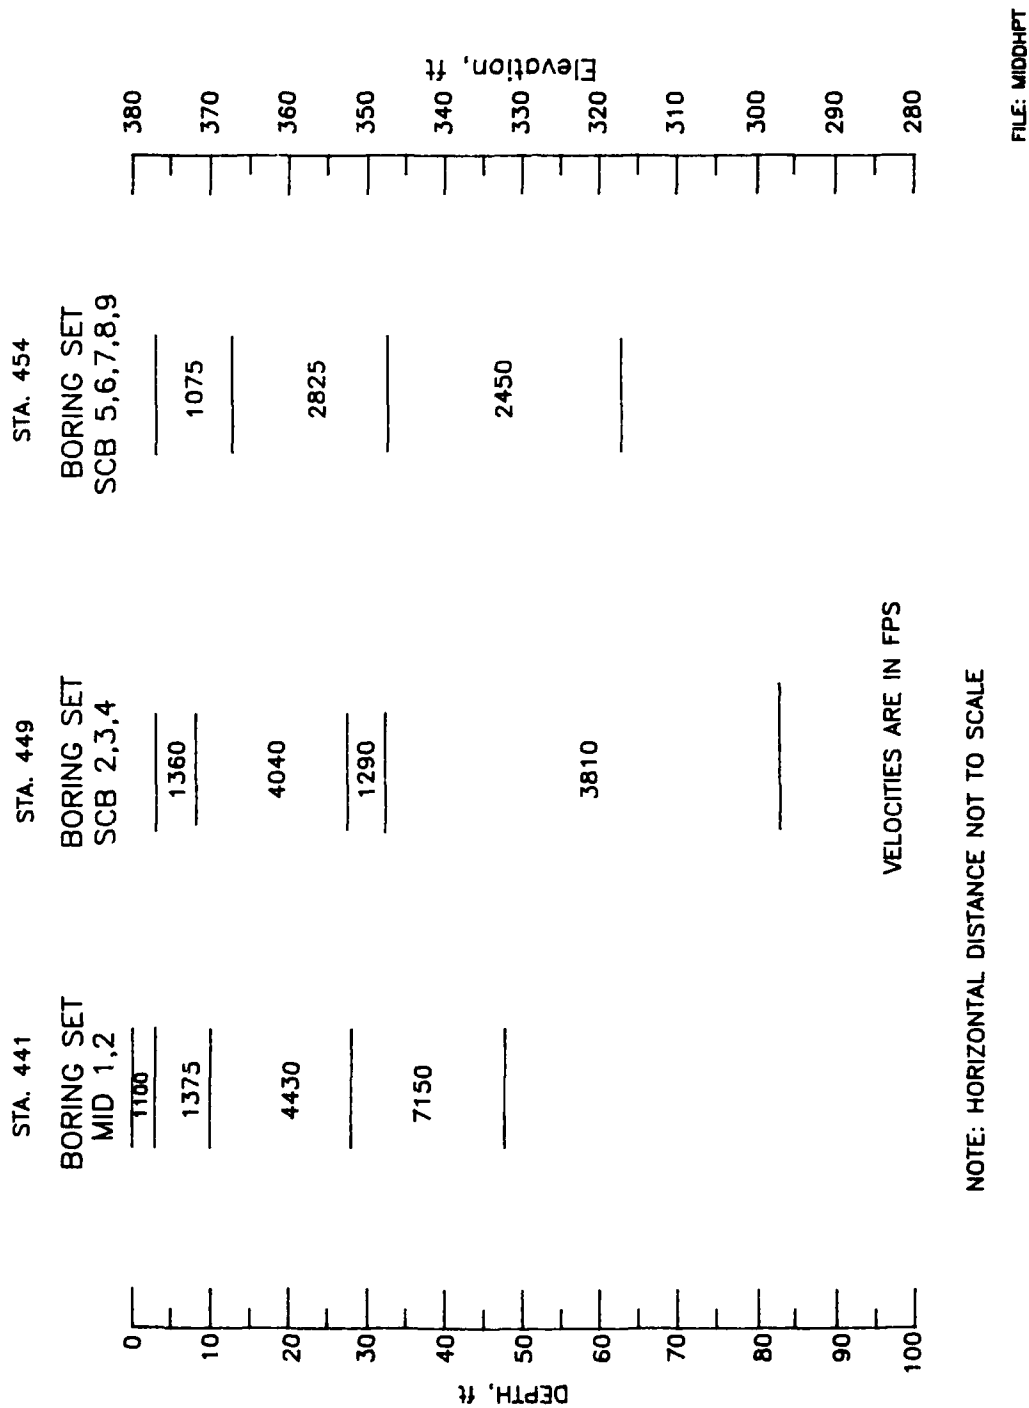 STA. 441
BORING SET
MID 1,2
1100
1375
4430
7150
STA. 449
BORING SET
SCB 2,3,4
1360
4040
1290
3810
STA. 454
BORING SET
SCB 5,6,7,8,9
1075
2825
2450
DEPTH, ft
0
10
20
30
40
50
60
70
80
90
100
Elevation, ft
380
370
360
350
340
330
320
310
300
290
280
VELOCITIES ARE IN FPS
NOTE: HORIZONTAL DISTANCE NOT TO SCALE
FILE: MIDDHPT